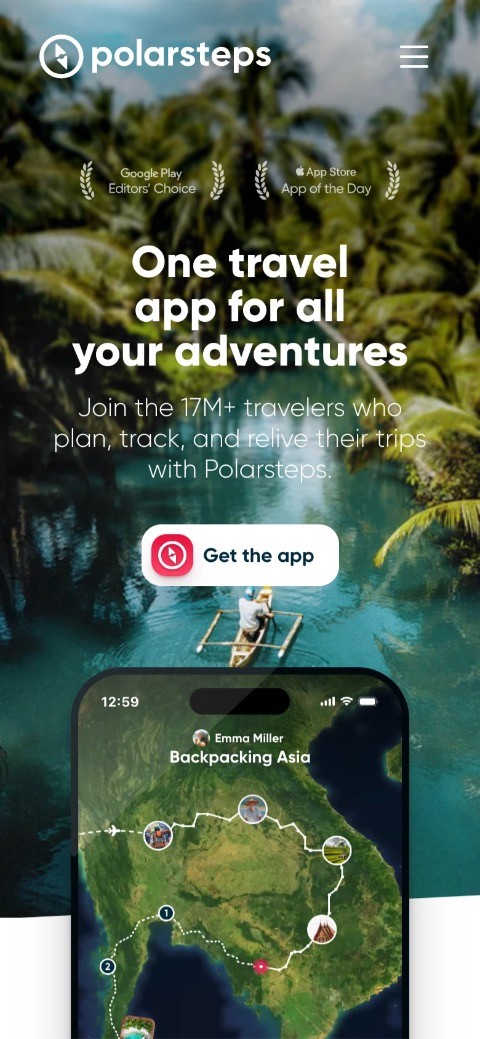 polarsteps
Google Play
Editors' Choice
App Store
App of the Day
One travel
app for all
your adventures
Join the 17M+ travelers who
plan, track, and relive their trips
with Polarsteps.
Get the app
12:59
Emma Miller
Backpacking Asia
1
2